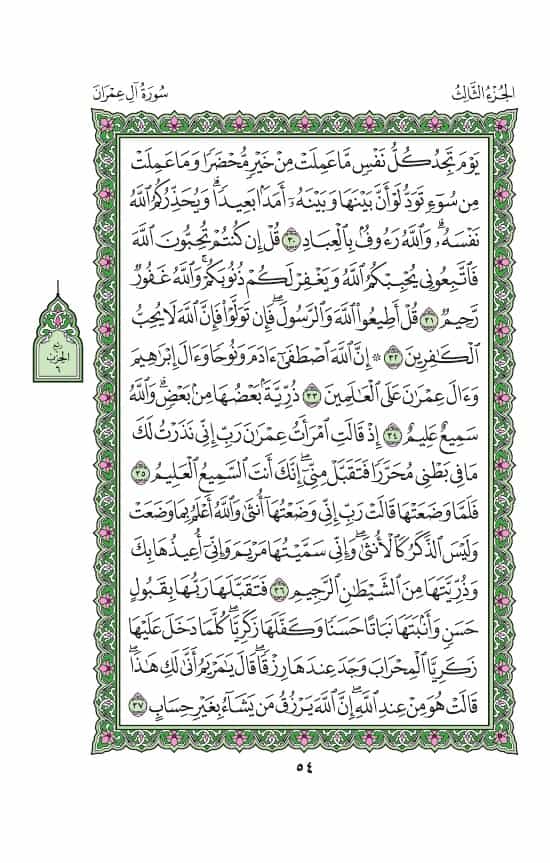 سُورَةُ آلِ عِمْرَانَ
الجُزْءُ الثَّالِثُ
يَوْمَ تَجِدُ كُلُّ نَفْسٍ مَّا عَمِلَتْ مِنْ خَيْرٍ مُّحْضَرًا وَمَا عَمِلَتْ
مِن سُوٓءٍ تَوَدُّ لَوْ أَنَّ بَيْنَهَا وَبَيْنَهُۥٓ أَمَدًۢا بَعِيدًاۗ وَيُحَذِّرُكُمُ ٱللَّهُ
نَفْسَهُۥۗ وَٱللَّهُ رَءُوفُۢ بِٱلْعِبَادِ ٣٠ قُلْ إِن كُنتُمْ تُحِبُّونَ ٱللَّهَ
فَٱتَّبِعُونِى يُحْبِبْكُمُ ٱللَّهُ وَيَغْفِرْ لَكُمْ ذُنُوبَكُمْۗ وَٱللَّهُ غَفُورٌ
رَّحِيمٌ ٣١ قُلْ أَطِيعُوا۟ ٱللَّهَ وَٱلرَّسُولَۖ فَإِن تَوَلَّوْا۟ فَإِنَّ ٱللَّهَ لَا يُحِبُّ
ٱلْكَٰفِرِينَ ٣٢ ۞ إِنَّ ٱللَّهَ ٱصْطَفَىٰٓ ءَادَمَ وَنُوحًا وَءَالَ إِبْرَٰهِيمَ
وَءَالَ عِمْرَٰنَ عَلَى ٱلْعَٰلَمِينَ ٣٣ ذُرِّيَّةَۢ بَعْضُهَا مِنۢ بَعْضٍۗ وَٱللَّهُ
سَمِيعٌ عَلِيمٌ ٣٤ إِذْ قَالَتِ ٱمْرَأَتُ عِمْرَٰنَ رَبِّ إِنِّى نَذَرْتُ لَكَ
مَا فِى بَطْنِى مُحَرَّرًا فَتَقَبَّلْ مِنِّىٓۖ إِنَّكَ أَنتَ ٱلسَّمِيعُ ٱلْعَلِيمُ ٣٥
فَلَمَّا وَضَعَتْهَا قَالَتْ رَبِّ إِنِّى وَضَعْتُهَآ أُنثَىٰ وَٱللَّهُ أَعْلَمُ بِمَا وَضَعَتْ
وَلَيْسَ ٱلذَّكَرُ كَٱلْأُنثَىٰۖ وَإِنِّى سَمَّيْتُهَا مَرْيَمَ وَإِنِّىٓ أُعِيذُهَا بِكَ
وَذُرِّيَّتَهَا مِنَ ٱلشَّيْطَٰنِ ٱلرَّجِيمِ ٣٦ فَتَقَبَّلَهَا رَبُّهَا بِقَبُولٍ
حَسَنٍ وَأَنۢبَتَهَا نَبَاتًا حَسَنًا وَكَفَّلَهَا زَكَرِيَّاۖ كُلَّمَا دَخَلَ عَلَيْهَا
زَكَرِيَّا ٱلْمِحْرَابَ وَجَدَ عِندَهَا رِزْقًاۖ قَالَ يَٰمَرْيَمُ أَنَّىٰ لَكِ هَٰذَاۖ
قَالَتْ هُوَ مِنْ عِندِ ٱللَّهِۖ إِنَّ ٱللَّهَ يَرْزُقُ مَن يَشَآءُ بِغَيْرِ حِسَابٍ ٣٧
ربع
الحزب
٦
٥٤